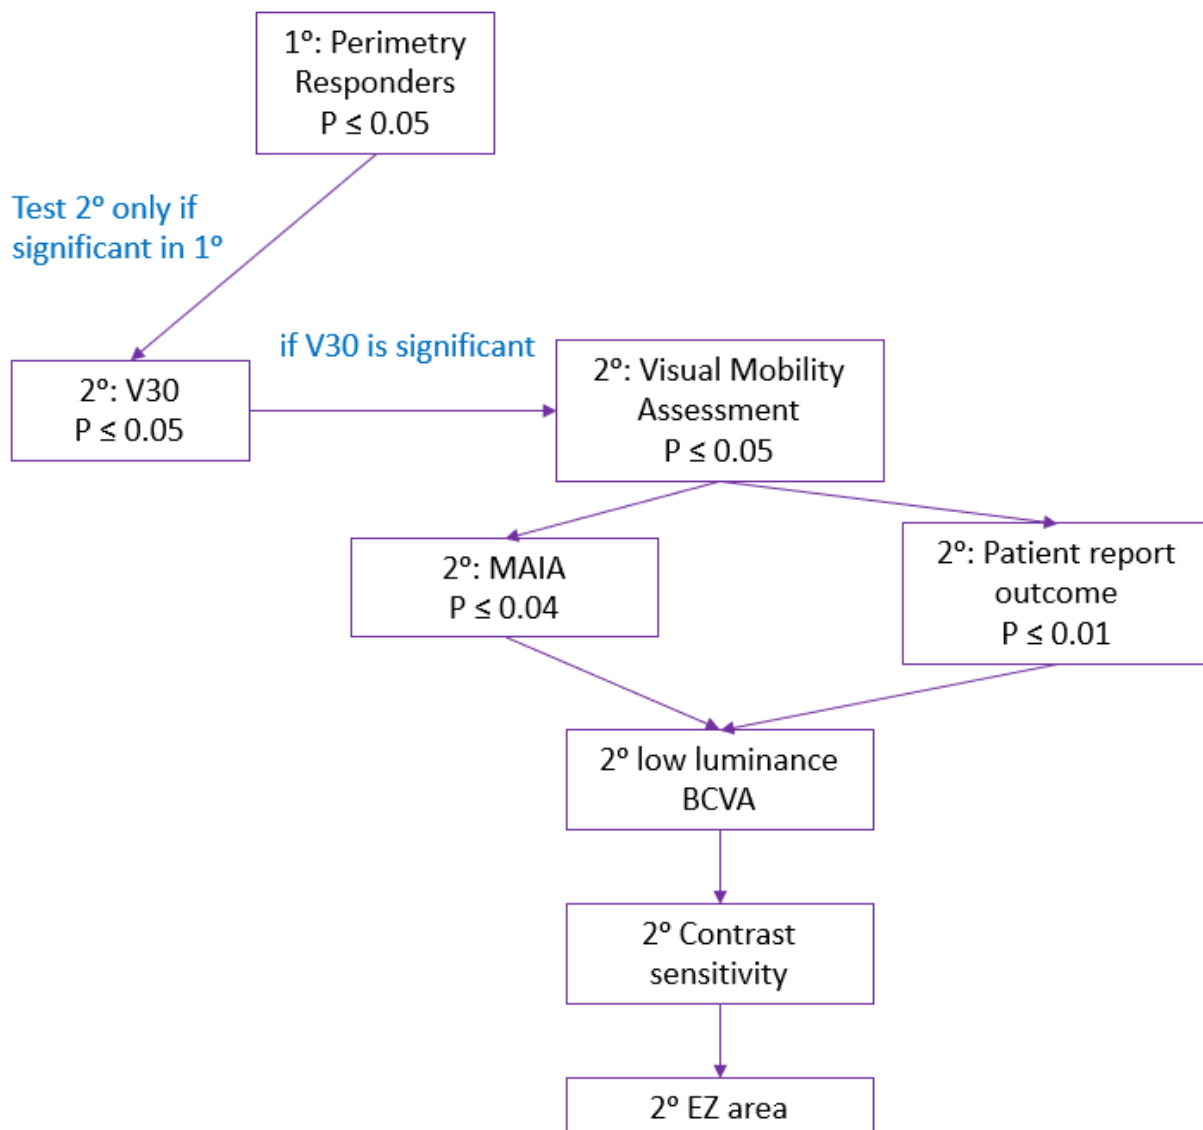 1º: Perimetry
Responders
P ≤ 0.05
Test 2º only if
significant in 1º
if V30 is significant
2º: V30
P ≤ 0.05
2º: Visual Mobility
Assessment
P ≤ 0.05
2º: MAIA
P ≤ 0.04
2º: Patient report
outcome
P ≤ 0.01
2º low luminance
BCVA
2º Contrast
sensitivity
2º EZ area